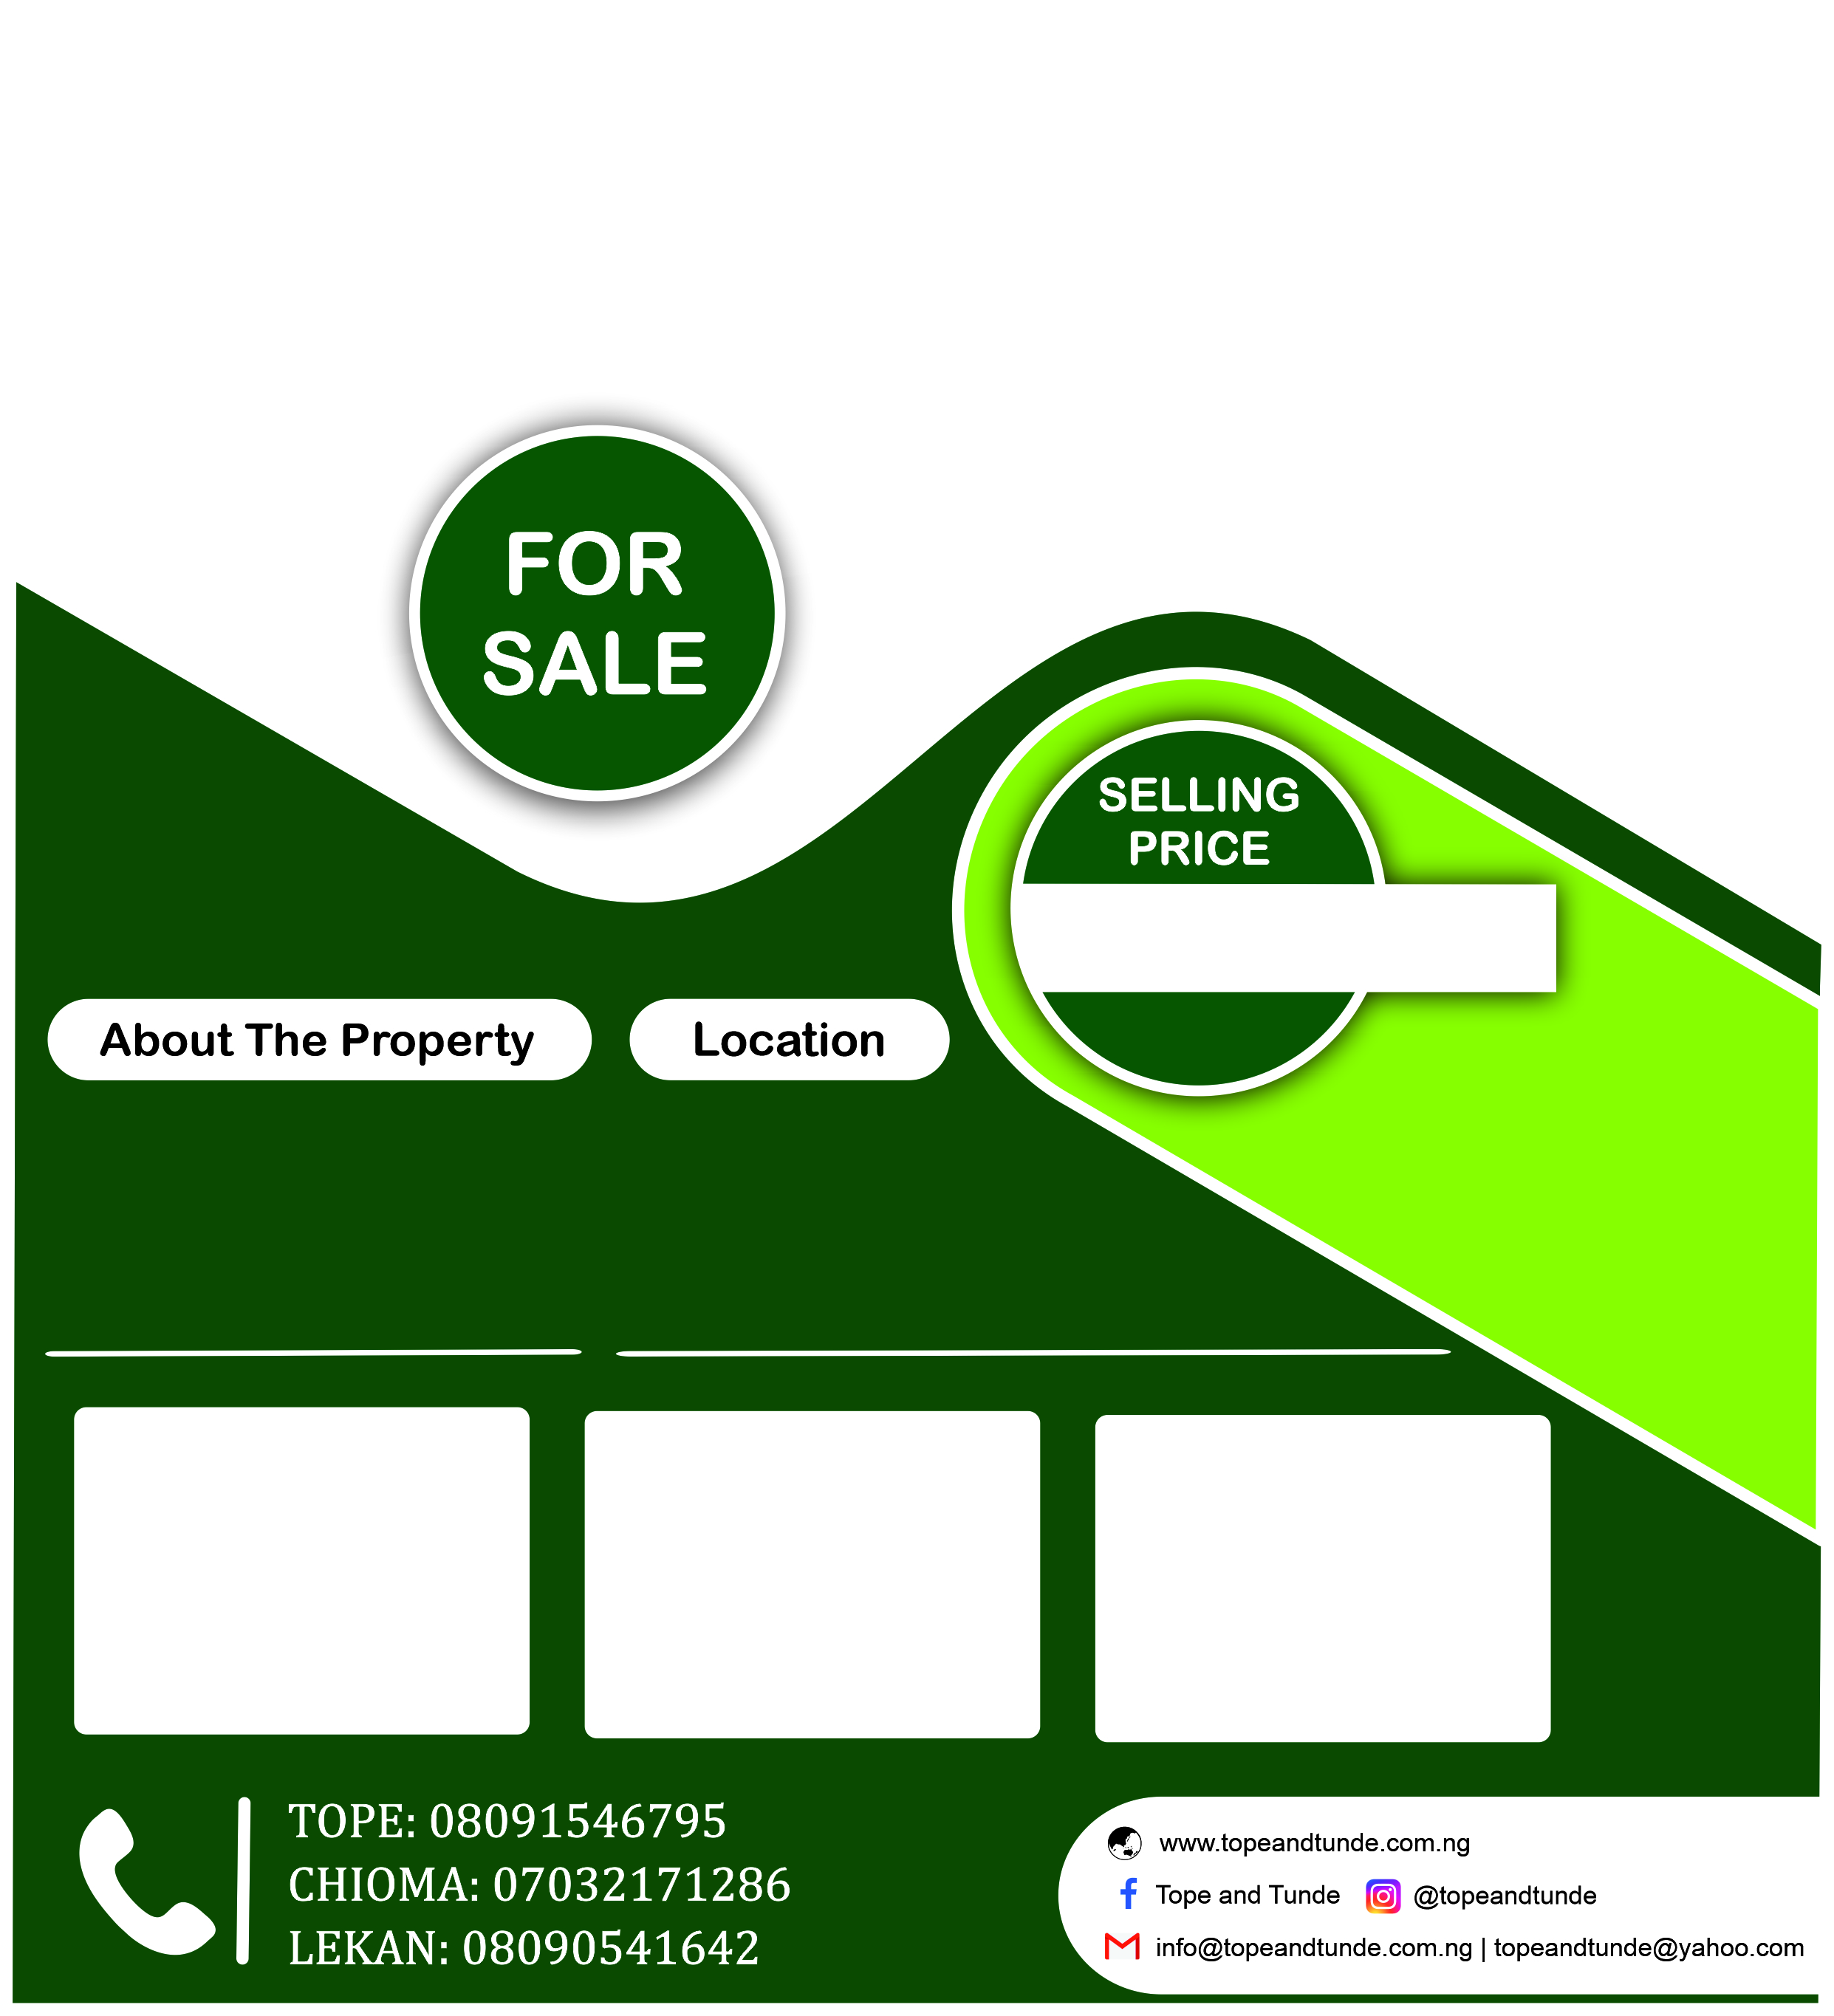 FOR
SALE
SELLING
PRICE
About The Property
Location
TOPE: 08091546795
CHIOMA: 07032171286
LEKAN: 08090541642
www.topeandtunde.com.ng
Tope and Tunde @topeandtunde
info@topeandtunde.com.ng | topeandtunde@yahoo.com